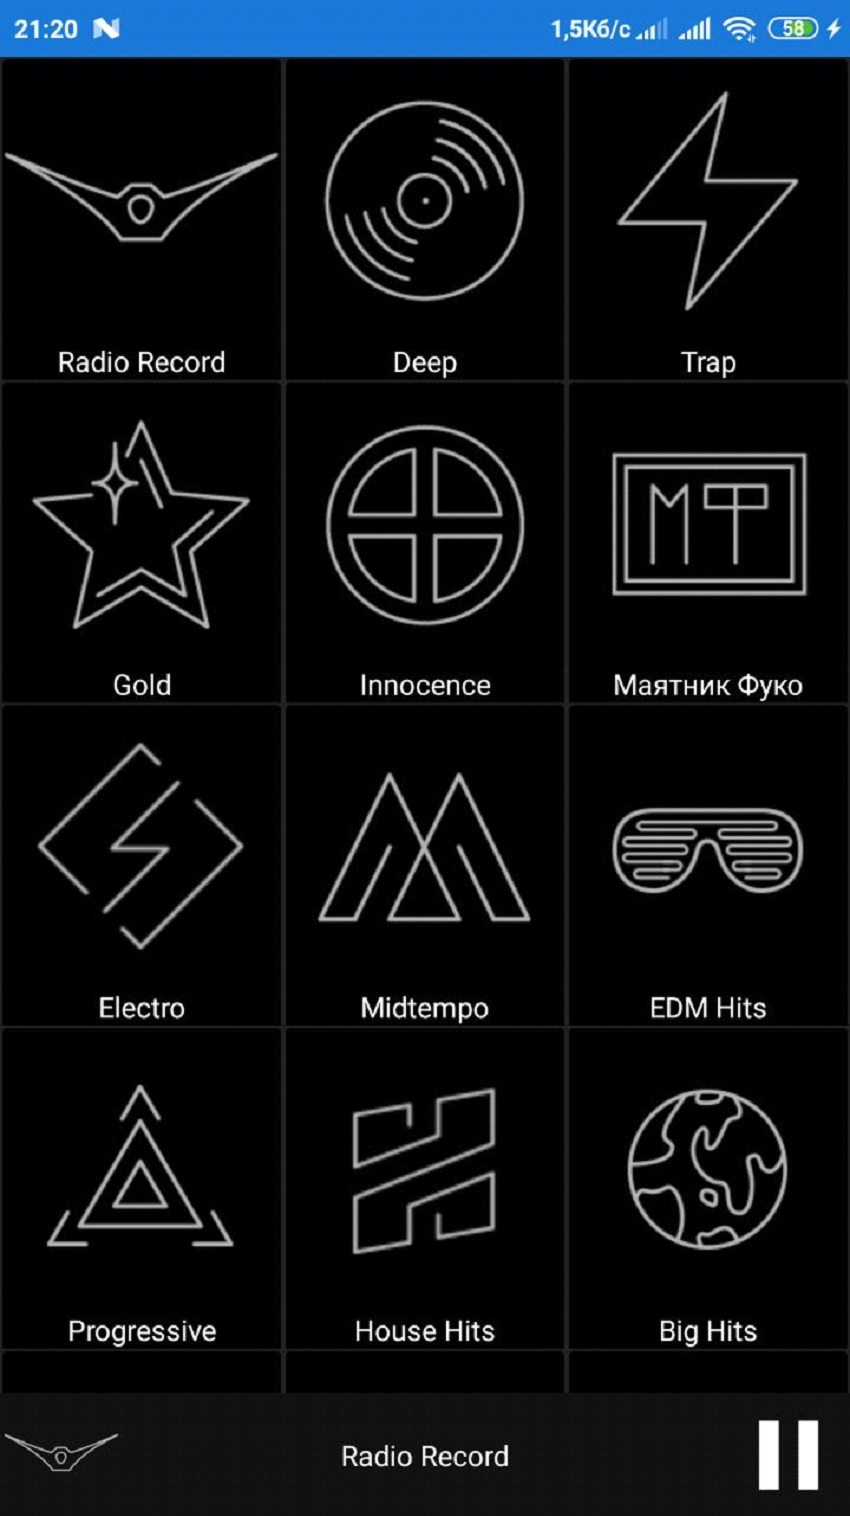 21:20 1,5Кб/с 58
Radio Record Deep Trap
Gold Innocence Маятник Фуко
Electro Midtempo EDM Hits
Progressive House Hits Big Hits
Radio Record